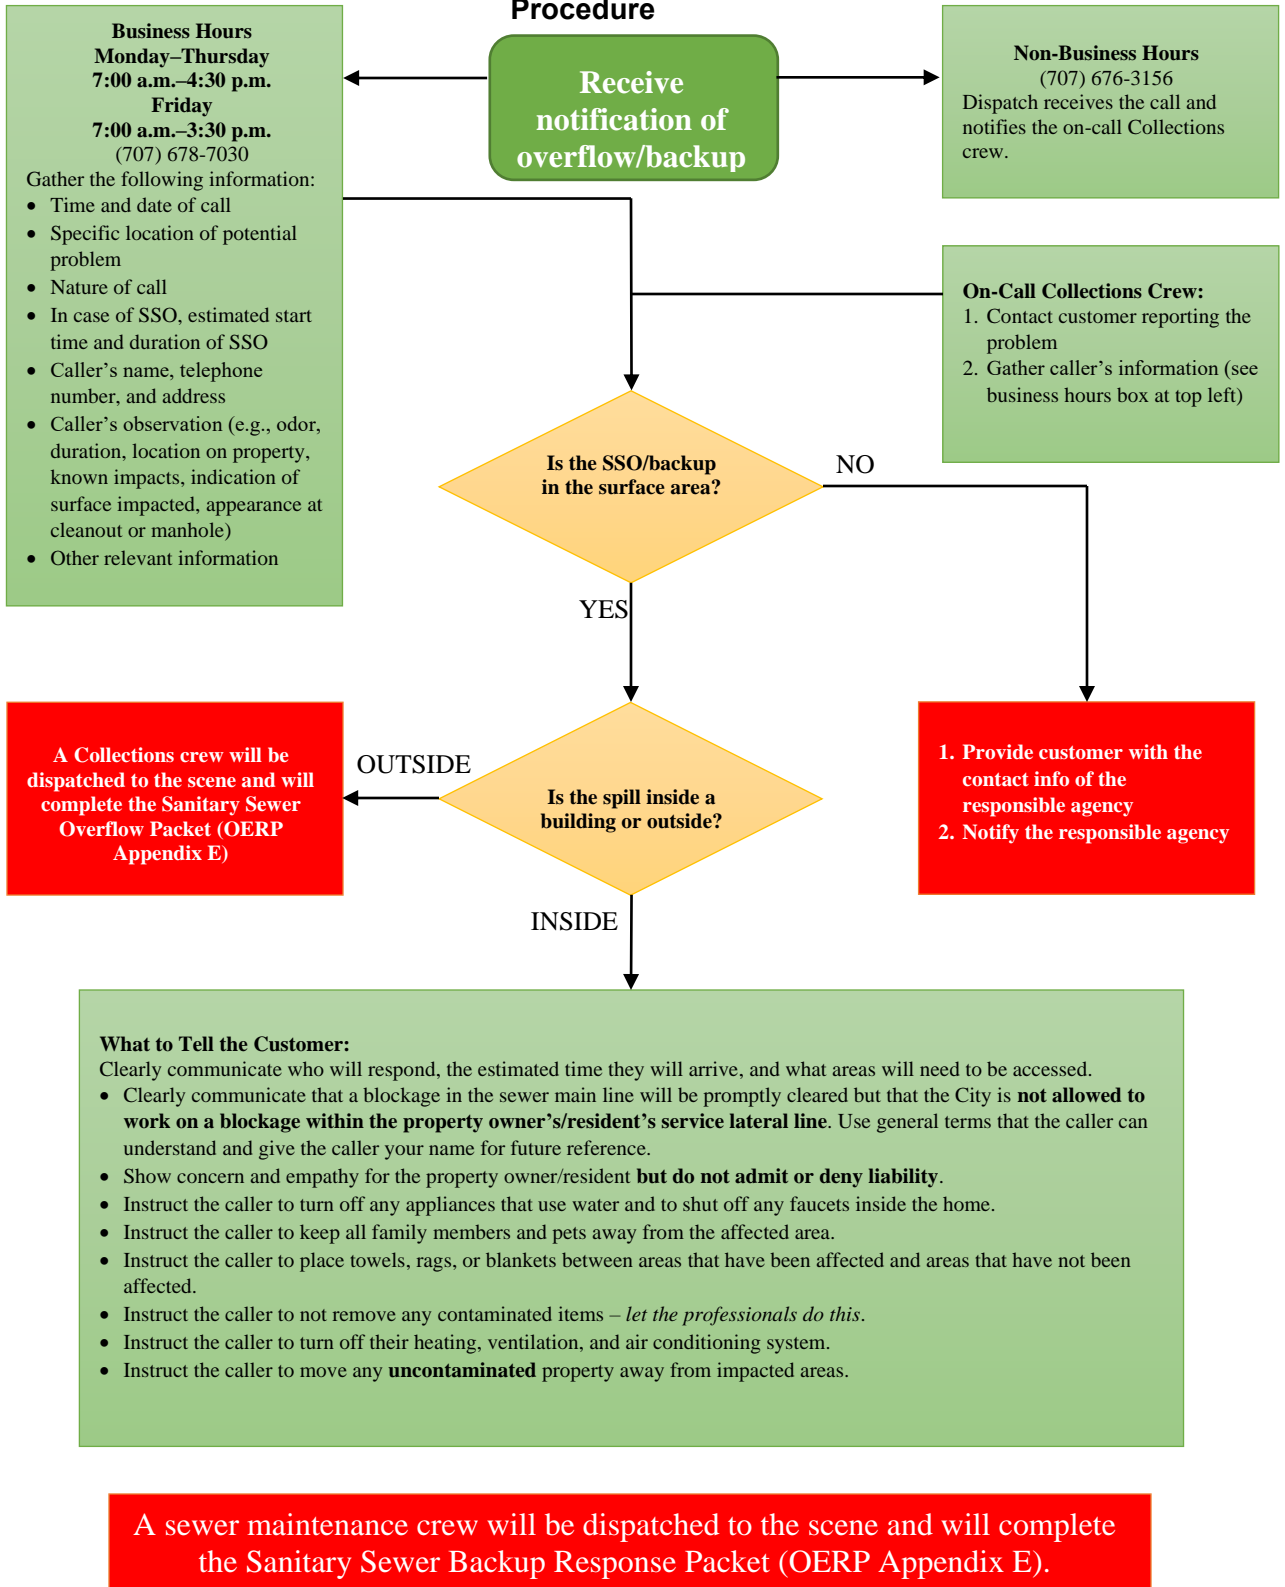 Procedure
Business Hours
Monday–Thursday
7:00 a.m.–4:30 p.m.
Friday
7:00 a.m.–3:30 p.m.
(707) 678-7030
Gather the following information:
• Time and date of call
• Specific location of potential
problem
• Nature of call
• In case of SSO, estimated start
time and duration of SSO
• Caller’s name, telephone
number, and address
• Caller’s observation (e.g., odor,
duration, location on property,
known impacts, indication of
surface impacted, appearance at
cleanout or manhole)
• Other relevant information
Receive
notification of
overflow/backup
Non-Business Hours
(707) 676-3156
Dispatch receives the call and
notifies the on-call Collections
crew.
On-Call Collections Crew:
1. Contact customer reporting the
problem
2. Gather caller’s information (see
business hours box at top left)
Is the SSO/backup
in the surface area?
NO
YES
A Collections crew will be
dispatched to the scene and will
complete the Sanitary Sewer
Overflow Packet (OERP
Appendix E)
OUTSIDE
Is the spill inside a
building or outside?
1. Provide customer with the
contact info of the
responsible agency
2. Notify the responsible agency
INSIDE
What to Tell the Customer:
Clearly communicate who will respond, the estimated time they will arrive, and what areas will need to be accessed.
• Clearly communicate that a blockage in the sewer main line will be promptly cleared but that the City is not allowed to
work on a blockage within the property owner’s/resident’s service lateral line. Use general terms that the caller can
understand and give the caller your name for future reference.
• Show concern and empathy for the property owner/resident but do not admit or deny liability.
• Instruct the caller to turn off any appliances that use water and to shut off any faucets inside the home.
• Instruct the caller to keep all family members and pets away from the affected area.
• Instruct the caller to place towels, rags, or blankets between areas that have been affected and areas that have not been
affected.
• Instruct the caller to not remove any contaminated items – let the professionals do this.
• Instruct the caller to turn off their heating, ventilation, and air conditioning system.
• Instruct the caller to move any uncontaminated property away from impacted areas.
A sewer maintenance crew will be dispatched to the scene and will complete
the Sanitary Sewer Backup Response Packet (OERP Appendix E).